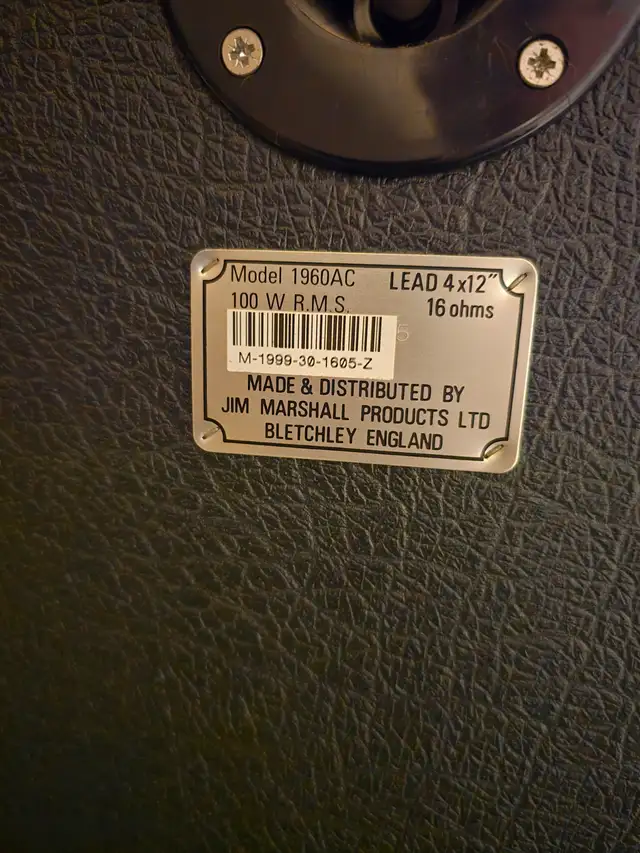 Model 1960AC LEAD 4x12"
100 W R.M.S. 16 ohms
5
M-1999-30-1605-Z
MADE & DISTRIBUTED BY
JIM MARSHALL PRODUCTS LTD
BLETCHLEY ENGLAND